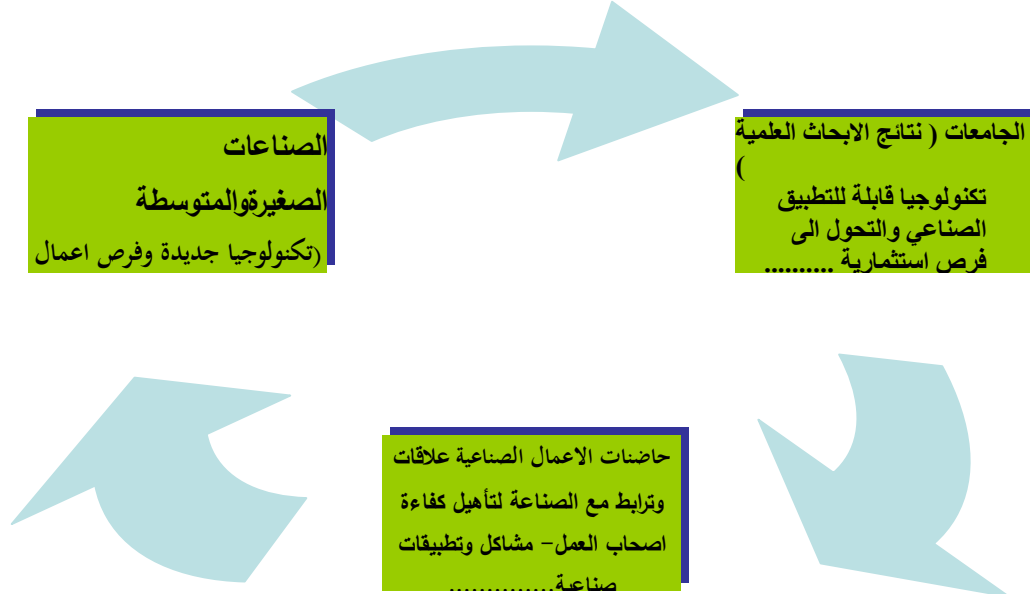 الجامعات ( نتائج الابحاث العلمية
)
تكنولوجيا قابلة للتطبيق
الصناعي والتحول الى
فرص استثمارية ..........
الصناعات
الصغيرةوالمتوسطة
(تكنولوجيا جديدة وفرص اعمال
حاضنات الاعمال الصناعية علاقات
وترابط مع الصناعة لتأهيل كفاءة
اصحاب العمل- مشاكل وتطبيقات
صناعية..............